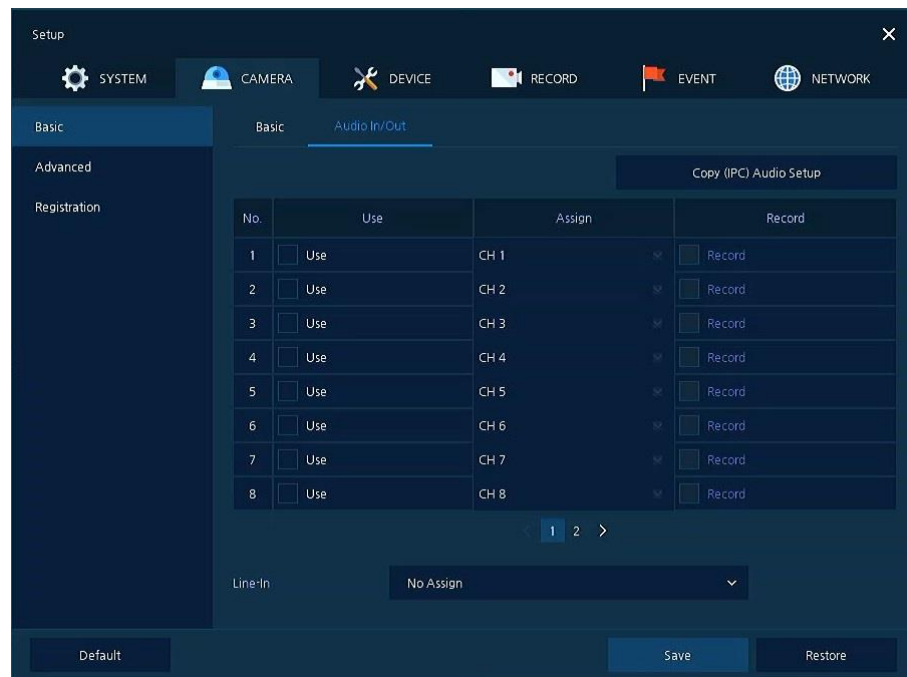 Setup
SYSTEM CAMERA DEVICE RECORD EVENT NETWORK
Basic
Advanced
Registration
Basic Audio In/Out
Copy (IPC) Audio Setup
No. Use Assign Record
1 Use CH 1 Record
2 Use CH 2 Record
3 Use CH 3 Record
4 Use CH 4 Record
5 Use CH 5 Record
6 Use CH 6 Record
7 Use CH 7 Record
8 Use CH 8 Record
< 1 2 >
Line-In No Assign
Default Save Restore